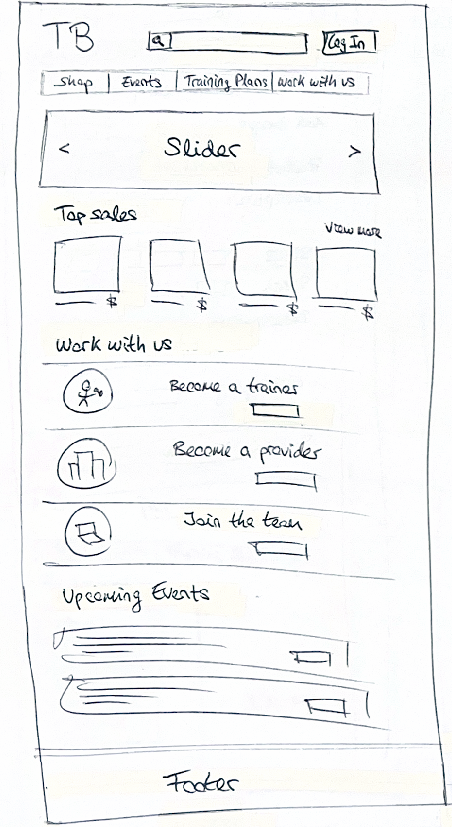 TB Log In
Shop Events Training Plans Work with us
< Slider >
Top sales
View more
$ $ $ $
Work with us
Become a trainer
Become a provider
Join the team
Upcoming Events
Footer